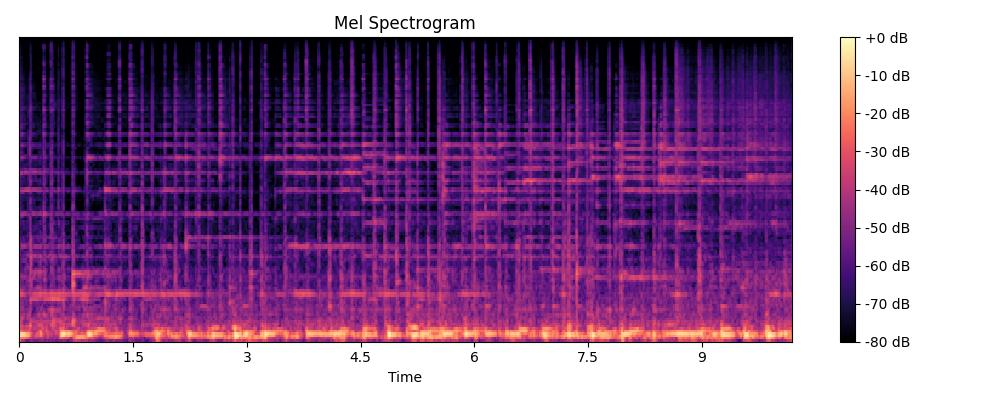 Mel Spectrogram
+0 dB
-10 dB
-20 dB
-30 dB
-40 dB
-50 dB
-60 dB
-70 dB
-80 dB
0 1.5 3 4.5 6 7.5 9
Time